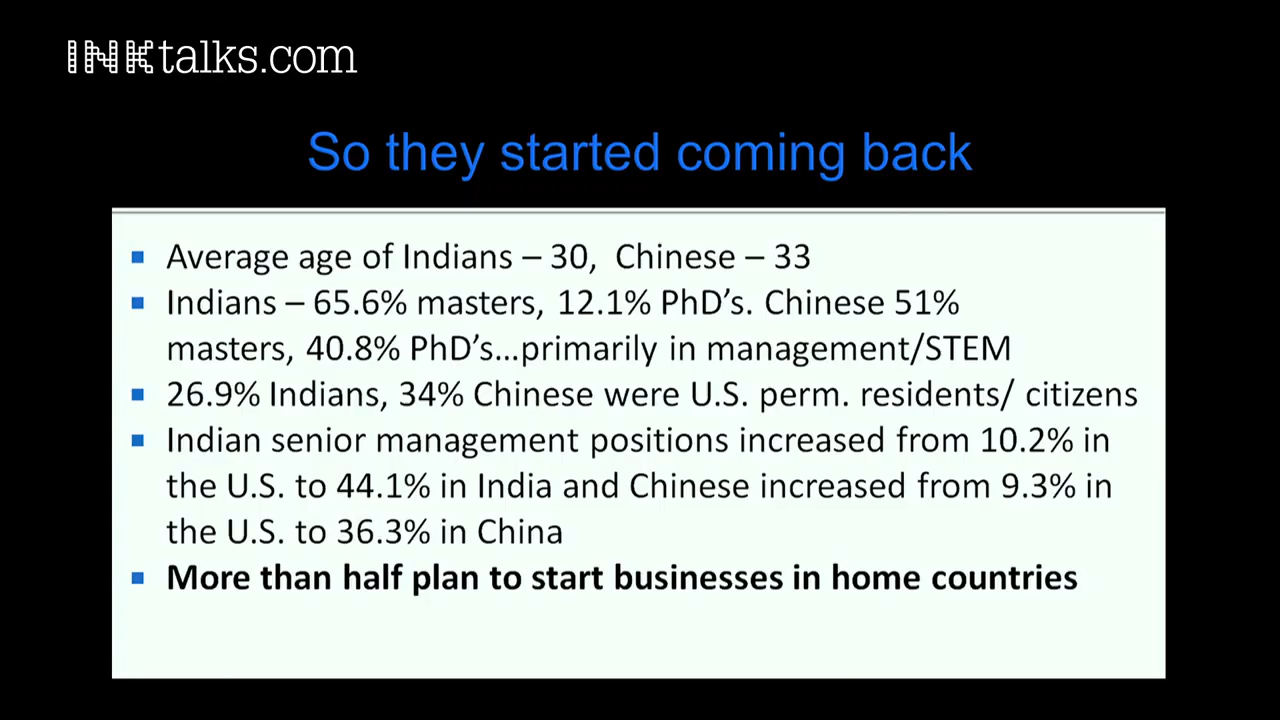 INKtalks.com
So they started coming back
▪ Average age of Indians – 30,  Chinese – 33
▪ Indians – 65.6% masters, 12.1% PhD’s. Chinese 51%
masters, 40.8% PhD’s…primarily in management/STEM
▪ 26.9% Indians, 34% Chinese were U.S. perm. residents/ citizens
▪ Indian senior management positions increased from 10.2% in
the U.S. to 44.1% in India and Chinese increased from 9.3% in
the U.S. to 36.3% in China
▪ More than half plan to start businesses in home countries